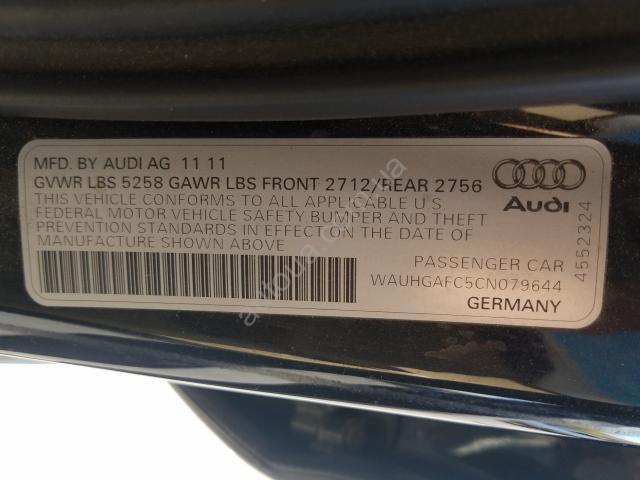 MFD. BY AUDI AG 11 11
GVWR LBS 5258 GAWR LBS FRONT 2712/REAR 2756
THIS VEHICLE CONFORMS TO ALL APPLICABLE U S
FEDERAL MOTOR VEHICLE SAFETY BUMPER AND THEFT
PREVENTION STANDARDS IN EFFECT ON THE DATE OF
MANUFACTURE SHOWN ABOVE
Audi
4552324
PASSENGER CAR
WAUHGAFC5CN079644
GERMANY